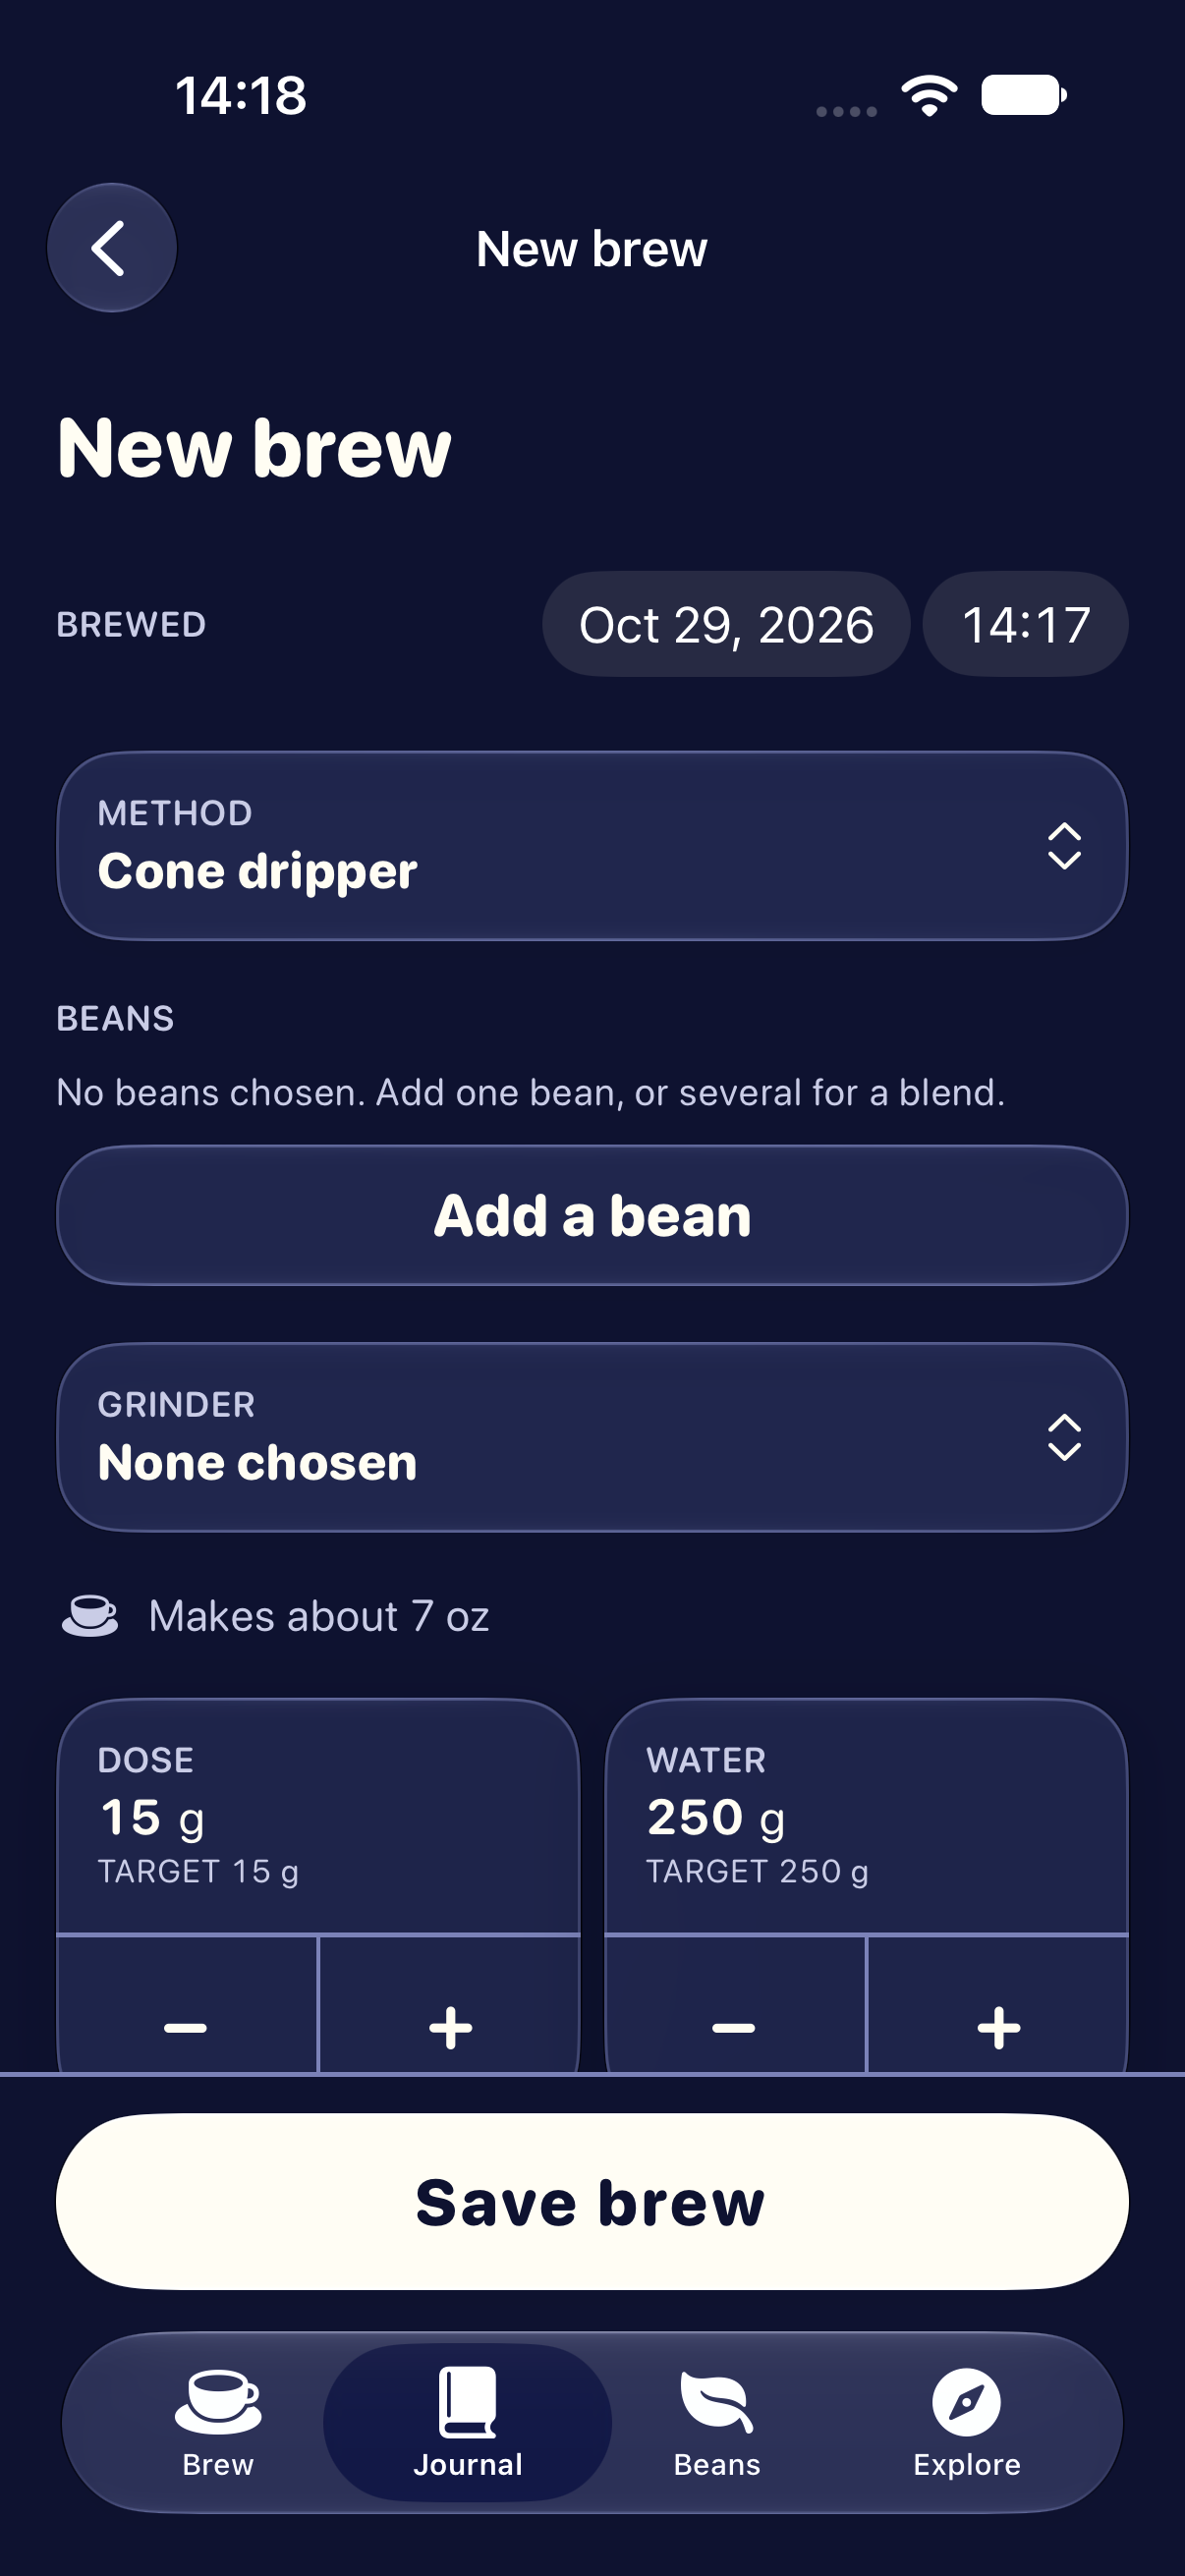 14:18
New brew
New brew
BREWED
Oct 29, 2026
14:17
METHOD
Cone dripper
BEANS
No beans chosen. Add one bean, or several for a blend.
Add a bean
GRINDER
None chosen
Makes about 7 oz
DOSE
15 g
TARGET 15 g
WATER
250 g
TARGET 250 g
− +
− +
Save brew
Brew
Journal
Beans
Explore